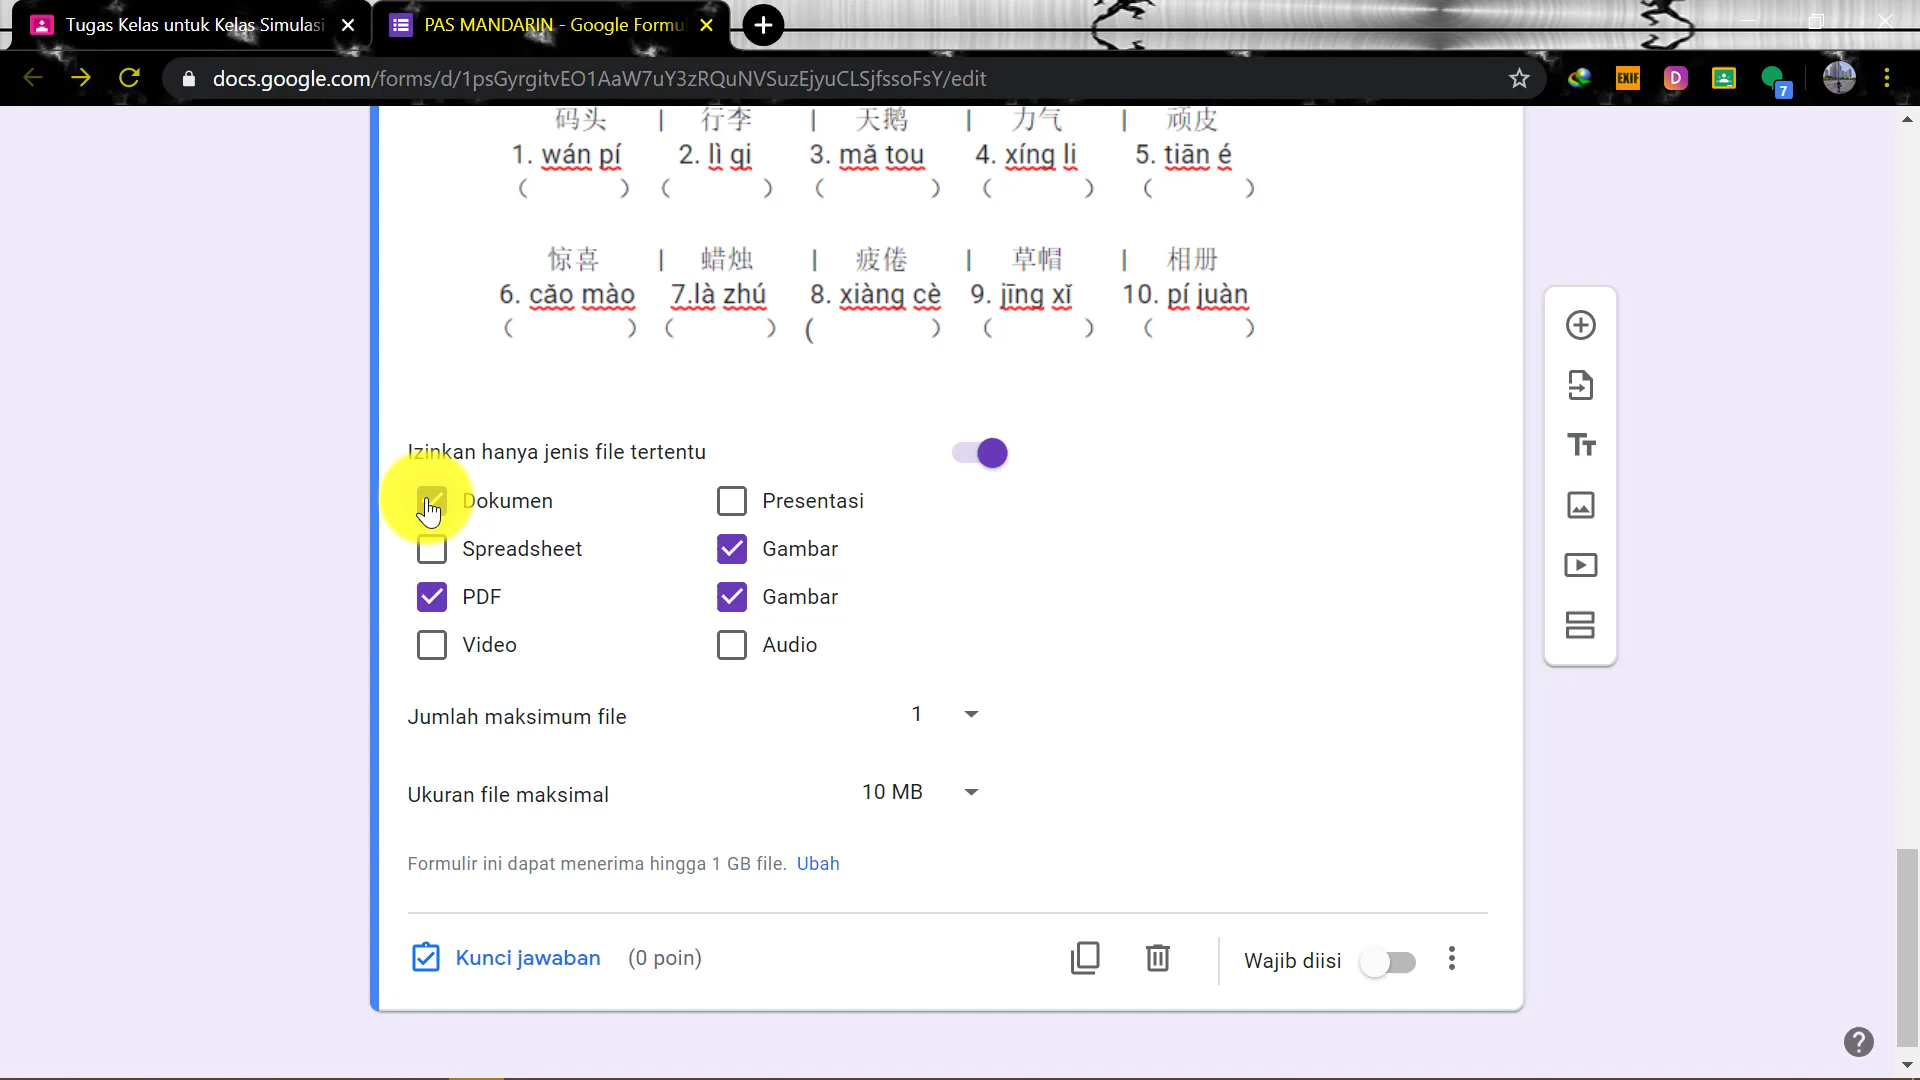 Tugas Kelas untuk Kelas Simulasi
PAS MANDARIN - Google Formu
docs.google.com/forms/d/1psGyrgitvEO1AaW7uY3zRQuNVSuzEjyuCLSjfssoFsY/edit
EXIF
D
7
码头 | 行李 | 天鹅 | 力气 | 顽皮
1. wán pí 2. lì qi 3. mǎ tou 4. xíng li 5. tiān é
( ) ( ) ( ) ( ) ( )
惊喜 | 蜡烛 | 疲倦 | 草帽 | 相册
6. cǎo mào 7.là zhú 8. xiàng cè 9. jīng xǐ 10. pí juàn
( ) ( ) ( ) ( ) ( )
Izinkan hanya jenis file tertentu
Dokumen Presentasi
Spreadsheet Gambar
PDF Gambar
Video Audio
Jumlah maksimum file 1
Ukuran file maksimal 10 MB
Formulir ini dapat menerima hingga 1 GB file. Ubah
Kunci jawaban (0 poin) Wajib diisi